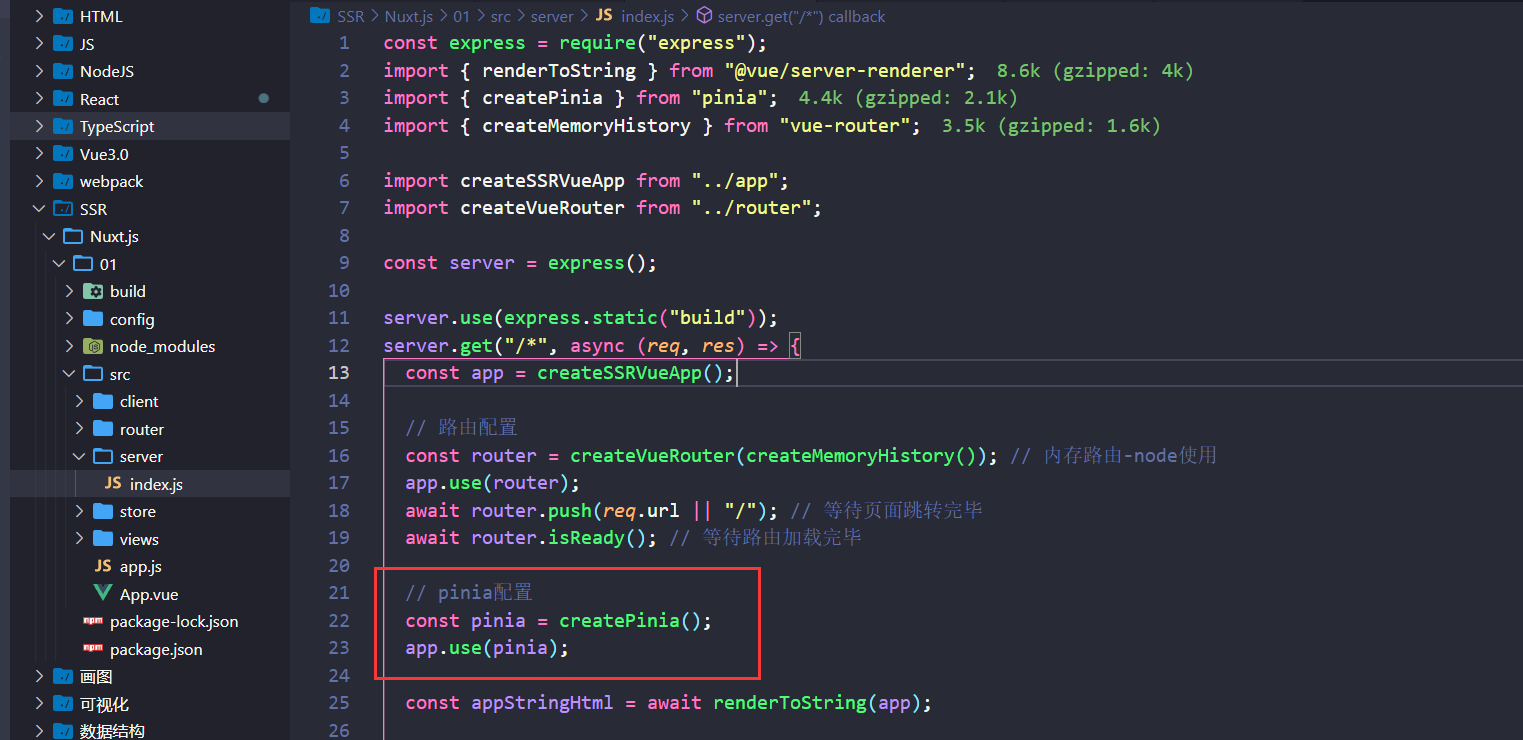 HTML
JS
NodeJS
React
TypeScript
Vue3.0
webpack
SSR
Nuxt.js
01
build
config
node_modules
src
client
router
server
JS index.js
store
views
JS app.js
App.vue
npm package-lock.json
npm package.json
画图
可视化
数据结构
SSR > Nuxt.js > 01 > src > server > JS index.js > server.get("/*") callback
1 const express = require("express");
2 import { renderToString } from "@vue/server-renderer"; 8.6k (gzipped: 4k)
3 import { createPinia } from "pinia"; 4.4k (gzipped: 2.1k)
4 import { createMemoryHistory } from "vue-router"; 3.5k (gzipped: 1.6k)
5
6 import createSSRVueApp from "../app";
7 import createVueRouter from "../router";
8
9 const server = express();
10
11 server.use(express.static("build"));
12 server.get("/*", async (req, res) => {
13 const app = createSSRVueApp();
14
15 // 路由配置
16 const router = createVueRouter(createMemoryHistory()); // 内存路由-node使用
17 app.use(router);
18 await router.push(req.url || "/"); // 等待页面跳转完毕
19 await router.isReady(); // 等待路由加载完毕
20
21 // pinia配置
22 const pinia = createPinia();
23 app.use(pinia);
24
25 const appStringHtml = await renderToString(app);
26